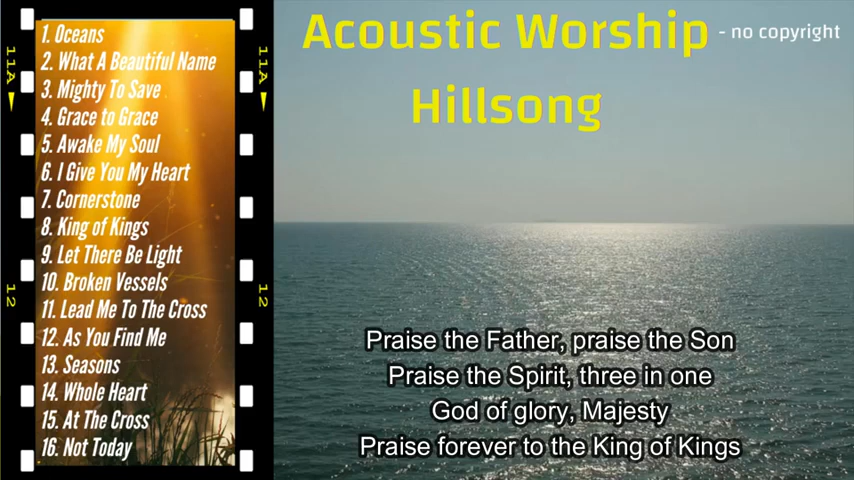 11A
11A
12
12
1. Oceans
2. What A Beautiful Name
3. Mighty To Save
4. Grace to Grace
5. Awake My Soul
6. I Give You My Heart
7. Cornerstone
8. King of Kings
9. Let There Be Light
10. Broken Vessels
11. Lead Me To The Cross
12. As You Find Me
13. Seasons
14. Whole Heart
15. At The Cross
16. Not Today
Acoustic Worship - no copyright
Hillsong
Praise the Father, praise the Son
Praise the Spirit, three in one
God of glory, Majesty
Praise forever to the King of Kings